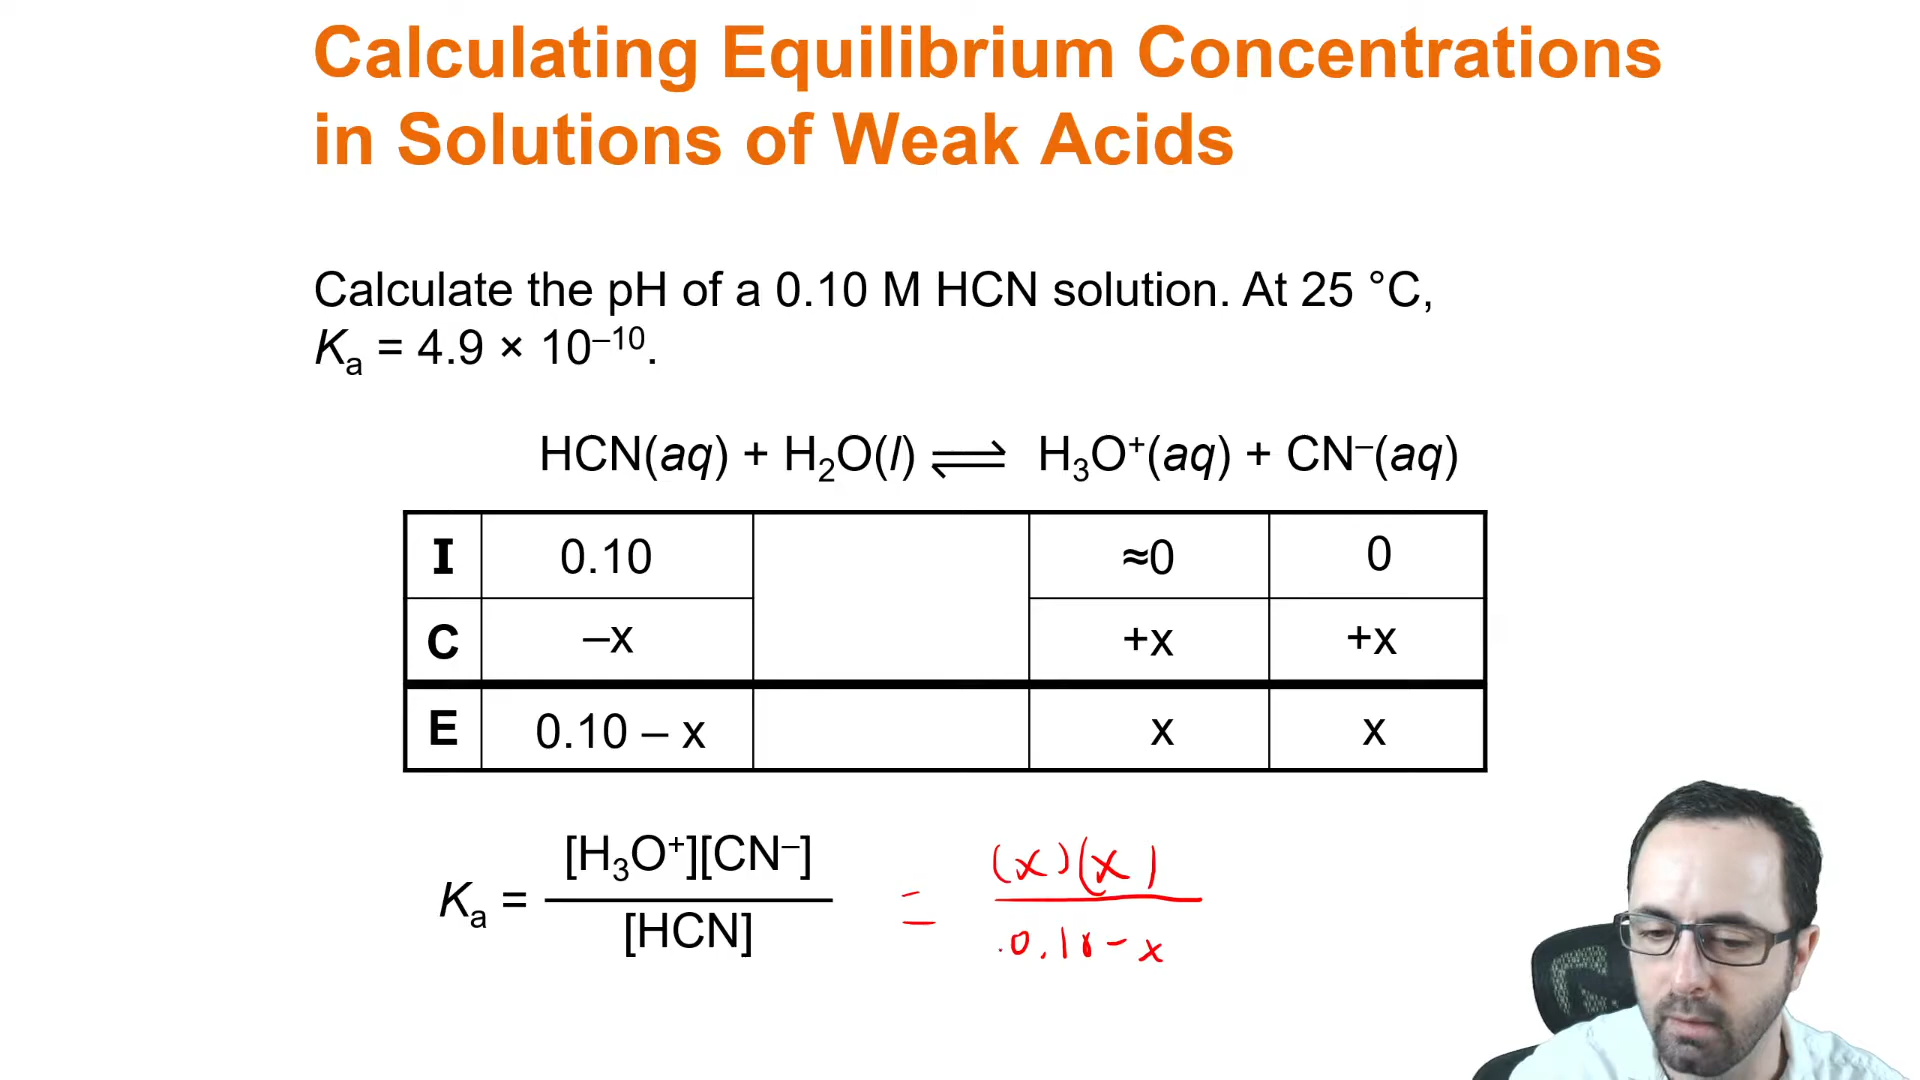 Calculating Equilibrium Concentrations
in Solutions of Weak Acids
Calculate the pH of a 0.10 M HCN solution. At 25 °C,
Kₐ = 4.9 × 10⁻¹⁰.
HCN(aq) + H₂O(l) ⇌ H₃O⁺(aq) + CN⁻(aq)
I 0.10 ≈0 0
C –x +x +x
E 0.10 – x x x
[H₃O⁺][CN⁻] (x)(x)
Kₐ = =
[HCN] 0.10 - x